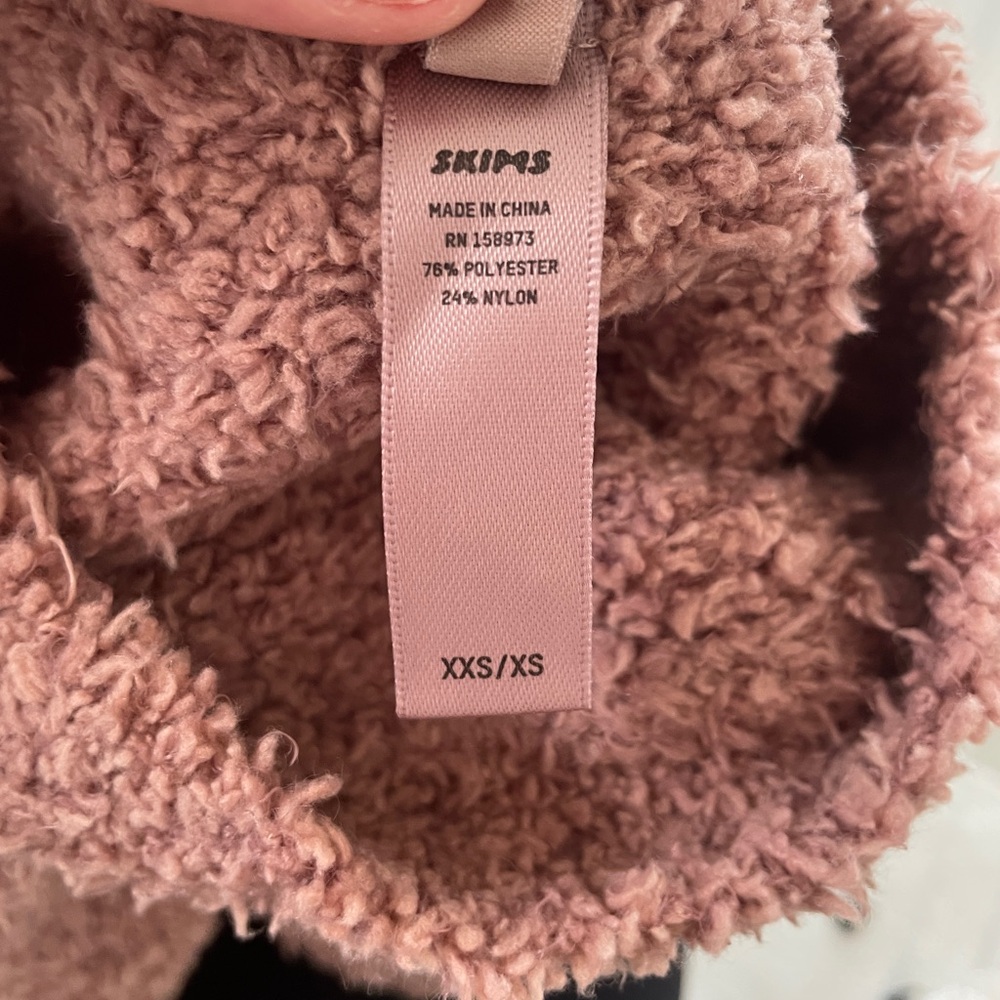 SKIMS
MADE IN CHINA
RN 158973
76% POLYESTER
24% NYLON
XXS/XS